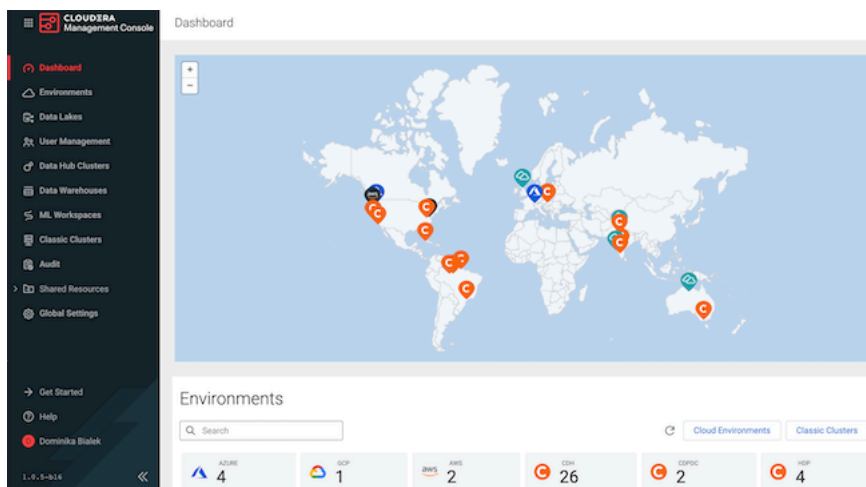 CLOUDERA
Management Console
Dashboard
Dashboard
Environments
Data Lakes
User Management
Data Hub Clusters
Data Warehouses
ML Workspaces
Classic Clusters
Audit
Shared Resources
Global Settings
Get Started
Help
Dominika Bialek
1.0.5-b16
+
−
aws
C
C
C
C
C
C
C
C
C
C
C
Environments
Search
Cloud Environments
Classic Clusters
AZURE
4
GCP
1
aws
AWS
2
C
CDH
26
C
CDPDC
2
C
HDP
4